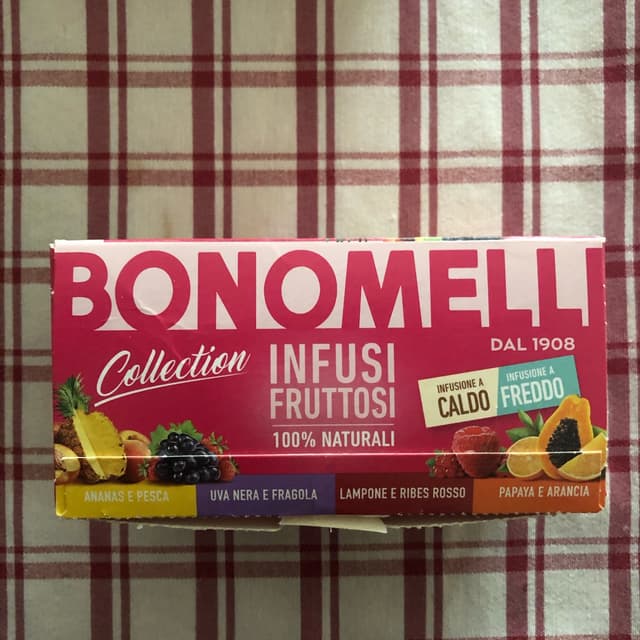 BONOMELLI
DAL 1908
Collection
INFUSI
FRUTTOSI
100% NATURALI
INFUSIONE A
CALDO
INFUSIONE A
FREDDO
ANANAS E PESCA
UVA NERA E FRAGOLA
LAMPONE E RIBES ROSSO
PAPAYA E ARANCIA